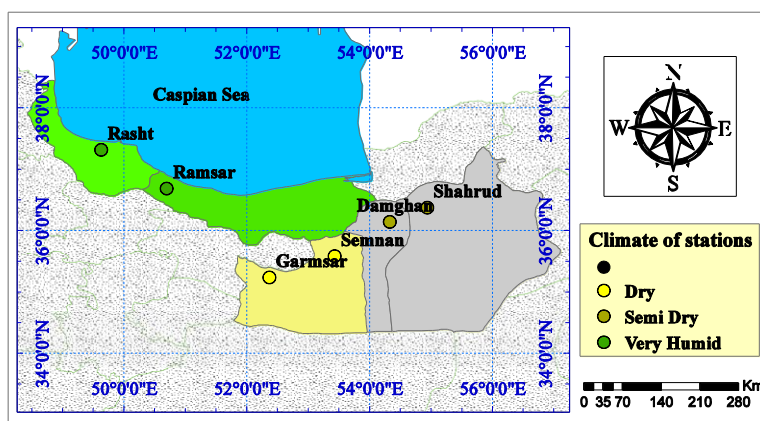 50°0'0"E 52°0'0"E 54°0'0"E 56°0'0"E
38°0'0"N
36°0'0"N
34°0'0"N
Caspian Sea
Rasht
Ramsar
Shahrud
Damghan
Semnan
Garmsar
38°0'0"N
36°0'0"N
34°0'0"N
50°0'0"E 52°0'0"E 54°0'0"E 56°0'0"E
N
W E
S
Climate of stations
Dry
Semi Dry
Very Humid
Km
0 35 70 140 210 280